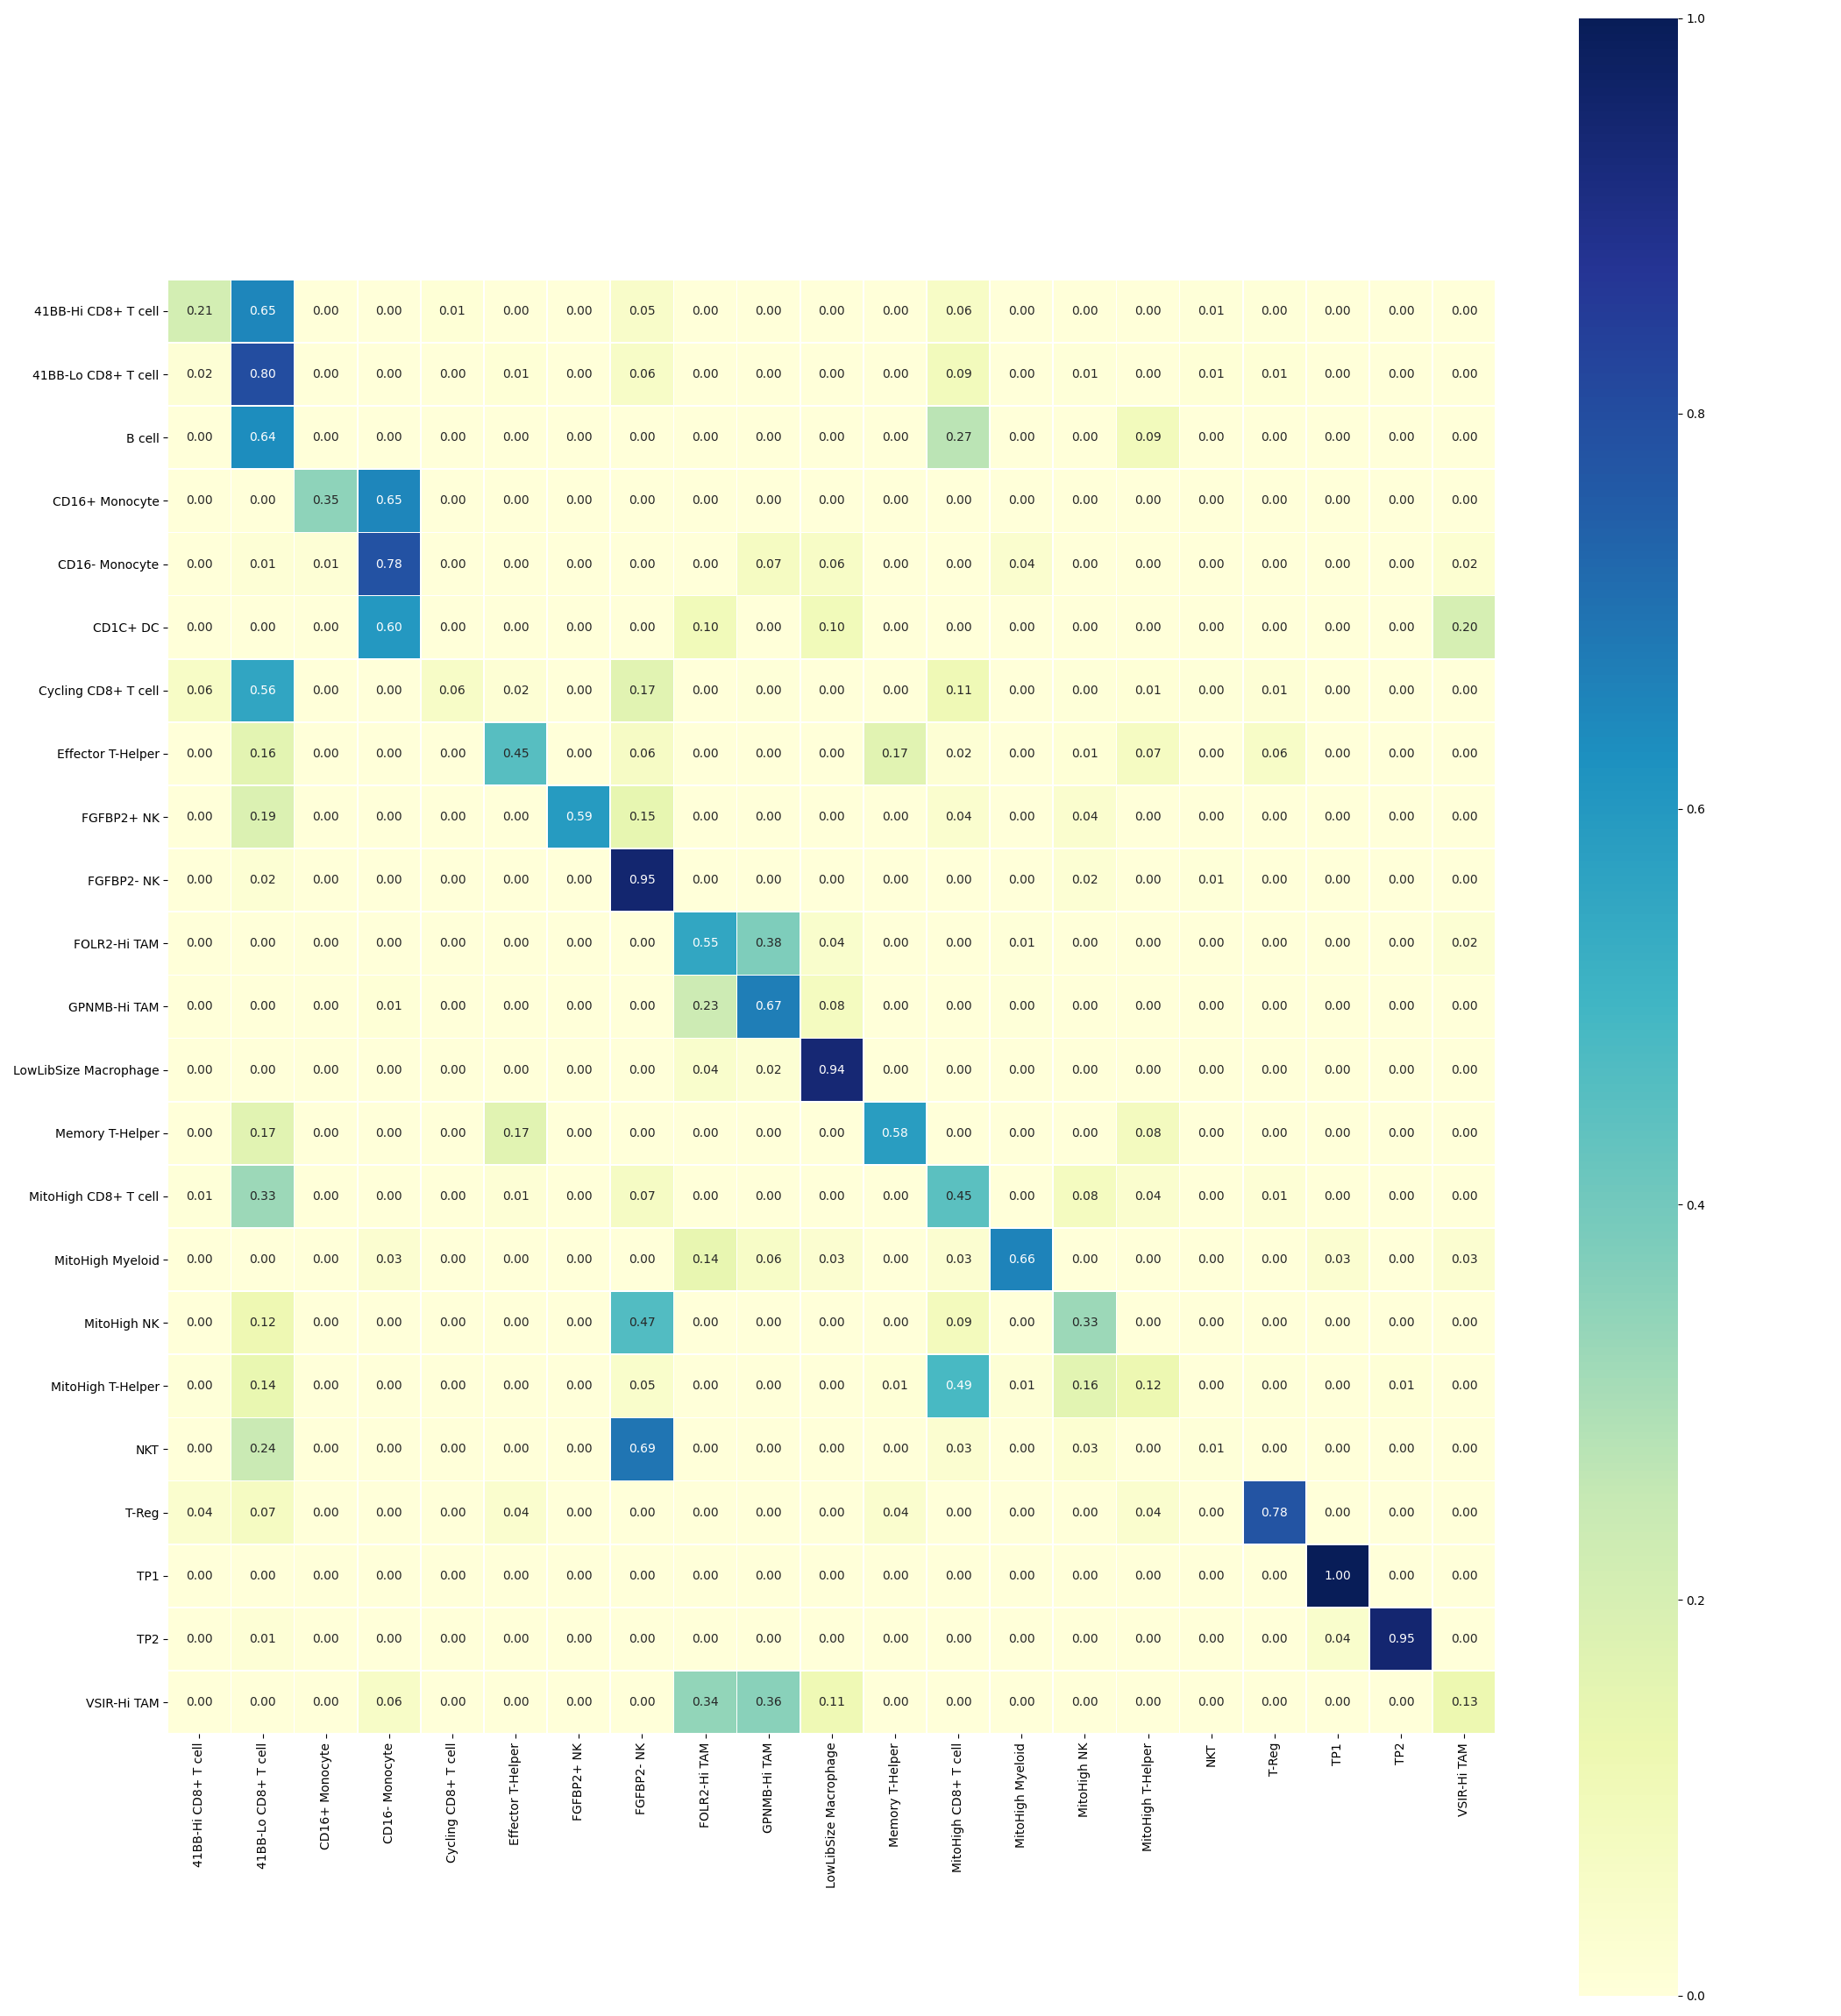 1.0
41BB-Hi CD8+ T cell 0.21 0.65 0.00 0.00 0.01 0.00 0.00 0.05 0.00 0.00 0.00 0.00 0.06 0.00 0.00 0.00 0.01 0.00 0.00 0.00 0.00
41BB-Lo CD8+ T cell 0.02 0.80 0.00 0.00 0.00 0.01 0.00 0.06 0.00 0.00 0.00 0.00 0.09 0.00 0.01 0.00 0.01 0.01 0.00 0.00 0.00
0.8
B cell 0.00 0.64 0.00 0.00 0.00 0.00 0.00 0.00 0.00 0.00 0.00 0.00 0.27 0.00 0.00 0.09 0.00 0.00 0.00 0.00 0.00
CD16+ Monocyte 0.00 0.00 0.35 0.65 0.00 0.00 0.00 0.00 0.00 0.00 0.00 0.00 0.00 0.00 0.00 0.00 0.00 0.00 0.00 0.00 0.00
CD16- Monocyte 0.00 0.01 0.01 0.78 0.00 0.00 0.00 0.00 0.00 0.07 0.06 0.00 0.00 0.04 0.00 0.00 0.00 0.00 0.00 0.00 0.02
CD1C+ DC 0.00 0.00 0.00 0.60 0.00 0.00 0.00 0.00 0.10 0.00 0.10 0.00 0.00 0.00 0.00 0.00 0.00 0.00 0.00 0.00 0.20
Cycling CD8+ T cell 0.06 0.56 0.00 0.00 0.06 0.02 0.00 0.17 0.00 0.00 0.00 0.00 0.11 0.00 0.00 0.01 0.00 0.01 0.00 0.00 0.00
Effector T-Helper 0.00 0.16 0.00 0.00 0.00 0.45 0.00 0.06 0.00 0.00 0.00 0.17 0.02 0.00 0.01 0.07 0.00 0.06 0.00 0.00 0.00
0.6
FGFBP2+ NK 0.00 0.19 0.00 0.00 0.00 0.00 0.59 0.15 0.00 0.00 0.00 0.00 0.04 0.00 0.04 0.00 0.00 0.00 0.00 0.00 0.00
FGFBP2- NK 0.00 0.02 0.00 0.00 0.00 0.00 0.00 0.95 0.00 0.00 0.00 0.00 0.00 0.00 0.02 0.00 0.01 0.00 0.00 0.00 0.00
FOLR2-Hi TAM 0.00 0.00 0.00 0.00 0.00 0.00 0.00 0.00 0.55 0.38 0.04 0.00 0.00 0.01 0.00 0.00 0.00 0.00 0.00 0.00 0.02
GPNMB-Hi TAM 0.00 0.00 0.00 0.01 0.00 0.00 0.00 0.00 0.23 0.67 0.08 0.00 0.00 0.00 0.00 0.00 0.00 0.00 0.00 0.00 0.00
LowLibSize Macrophage 0.00 0.00 0.00 0.00 0.00 0.00 0.00 0.00 0.04 0.02 0.94 0.00 0.00 0.00 0.00 0.00 0.00 0.00 0.00 0.00 0.00
Memory T-Helper 0.00 0.17 0.00 0.00 0.00 0.17 0.00 0.00 0.00 0.00 0.00 0.58 0.00 0.00 0.00 0.08 0.00 0.00 0.00 0.00 0.00
MitoHigh CD8+ T cell 0.01 0.33 0.00 0.00 0.00 0.01 0.00 0.07 0.00 0.00 0.00 0.00 0.45 0.00 0.08 0.04 0.00 0.01 0.00 0.00 0.00
0.4
MitoHigh Myeloid 0.00 0.00 0.00 0.03 0.00 0.00 0.00 0.00 0.14 0.06 0.03 0.00 0.03 0.66 0.00 0.00 0.00 0.00 0.03 0.00 0.03
MitoHigh NK 0.00 0.12 0.00 0.00 0.00 0.00 0.00 0.47 0.00 0.00 0.00 0.00 0.09 0.00 0.33 0.00 0.00 0.00 0.00 0.00 0.00
MitoHigh T-Helper 0.00 0.14 0.00 0.00 0.00 0.00 0.00 0.05 0.00 0.00 0.00 0.01 0.49 0.01 0.16 0.12 0.00 0.00 0.00 0.01 0.00
NKT 0.00 0.24 0.00 0.00 0.00 0.00 0.00 0.69 0.00 0.00 0.00 0.00 0.03 0.00 0.03 0.00 0.01 0.00 0.00 0.00 0.00
T-Reg 0.04 0.07 0.00 0.00 0.00 0.04 0.00 0.00 0.00 0.00 0.00 0.04 0.00 0.00 0.00 0.04 0.00 0.78 0.00 0.00 0.00
TP1 0.00 0.00 0.00 0.00 0.00 0.00 0.00 0.00 0.00 0.00 0.00 0.00 0.00 0.00 0.00 0.00 0.00 0.00 1.00 0.00 0.00
0.2
TP2 0.00 0.01 0.00 0.00 0.00 0.00 0.00 0.00 0.00 0.00 0.00 0.00 0.00 0.00 0.00 0.00 0.00 0.00 0.04 0.95 0.00
VSIR-Hi TAM 0.00 0.00 0.00 0.06 0.00 0.00 0.00 0.00 0.34 0.36 0.11 0.00 0.00 0.00 0.00 0.00 0.00 0.00 0.00 0.00 0.13
41BB-Hi CD8+ T cell
41BB-Lo CD8+ T cell
CD16+ Monocyte
CD16- Monocyte
Cycling CD8+ T cell
Effector T-Helper
FGFBP2+ NK
FGFBP2- NK
FOLR2-Hi TAM
GPNMB-Hi TAM
LowLibSize Macrophage
Memory T-Helper
MitoHigh CD8+ T cell
MitoHigh Myeloid
MitoHigh NK
MitoHigh T-Helper
NKT
T-Reg
TP1
TP2
VSIR-Hi TAM
0.0